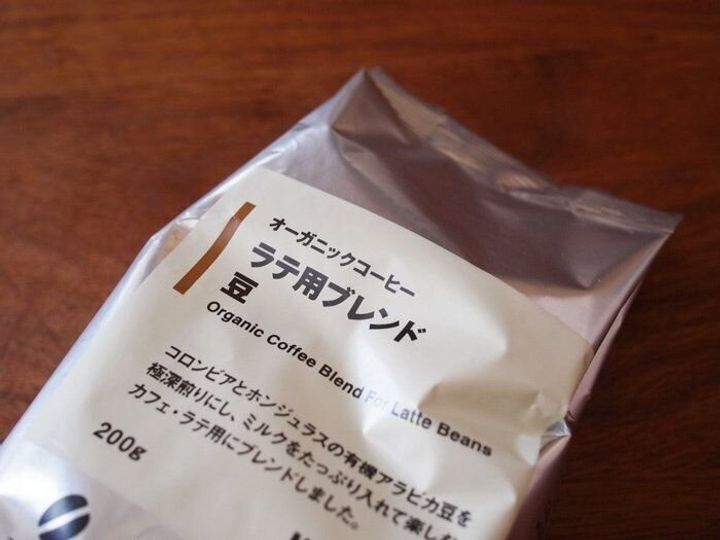 オーガニックコーヒー
ラテ用ブレンド
豆
Organic Coffee Blend For Latte Beans
コロンビアとホンジュラスの有機アラビカ豆を
極深煎りにし、ミルクをたっぷり入れて楽しむ
カフェ・ラテ用にブレンドしました。
200g